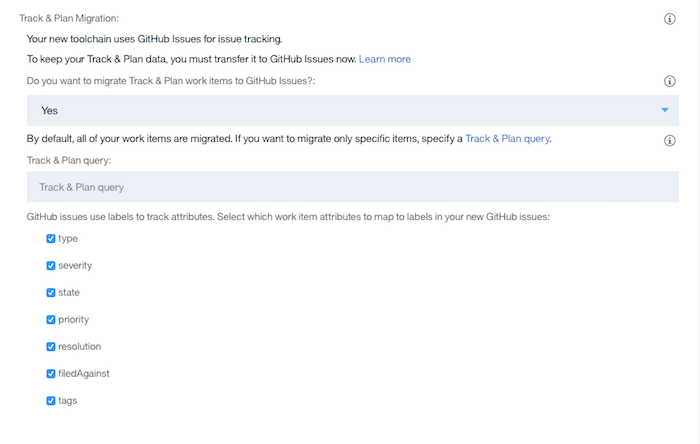 Track & Plan Migration:
Your new toolchain uses GitHub Issues for issue tracking.
To keep your Track & Plan data, you must transfer it to GitHub Issues now. Learn more
Do you want to migrate Track & Plan work items to GitHub Issues?:
Yes
By default, all of your work items are migrated. If you want to migrate only specific items, specify a Track & Plan query.
Track & Plan query:
Track & Plan query
GitHub issues use labels to track attributes. Select which work item attributes to map to labels in your new GitHub issues:
type
severity
state
priority
resolution
filedAgainst
tags